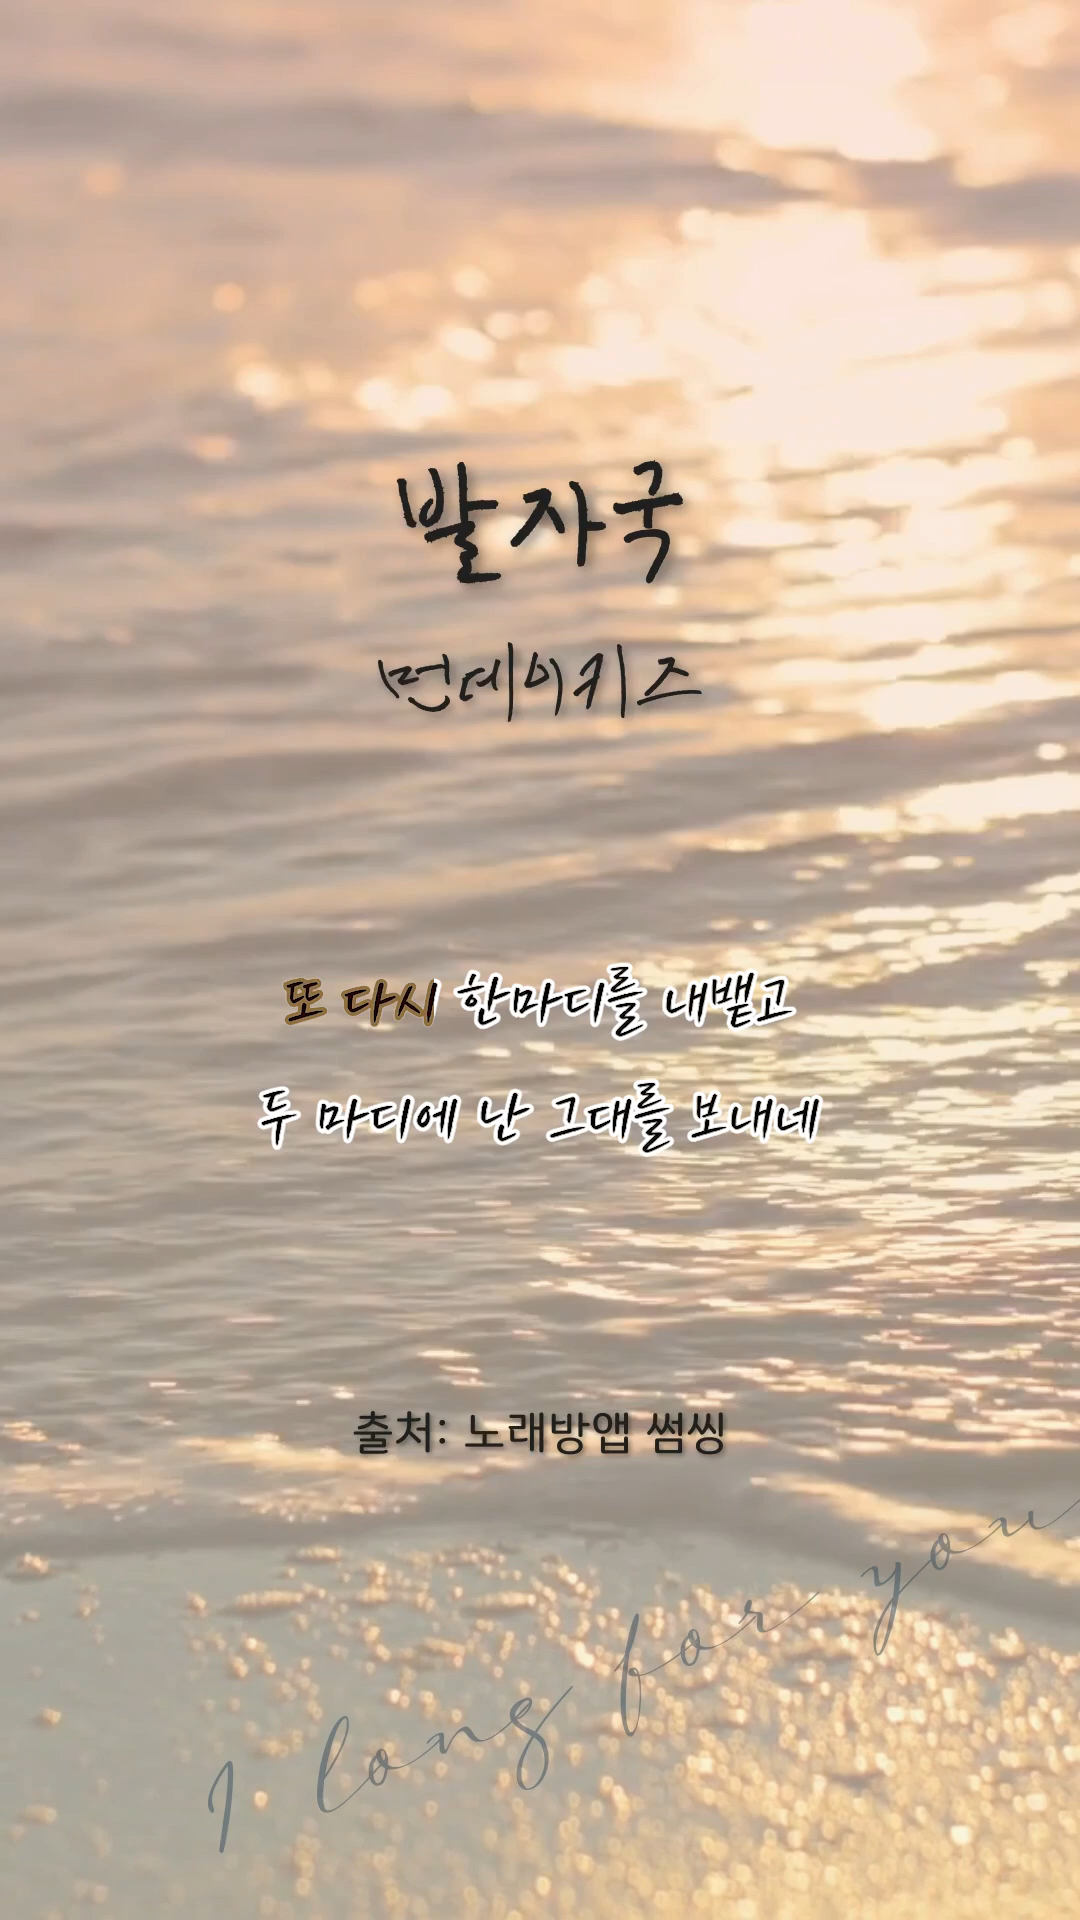 발자국
먼데이키즈
또 다시 한마디를 내뱉고
두 마디에 난 그대를 보내네
출처: 노래방앱 썸씽
I long for you